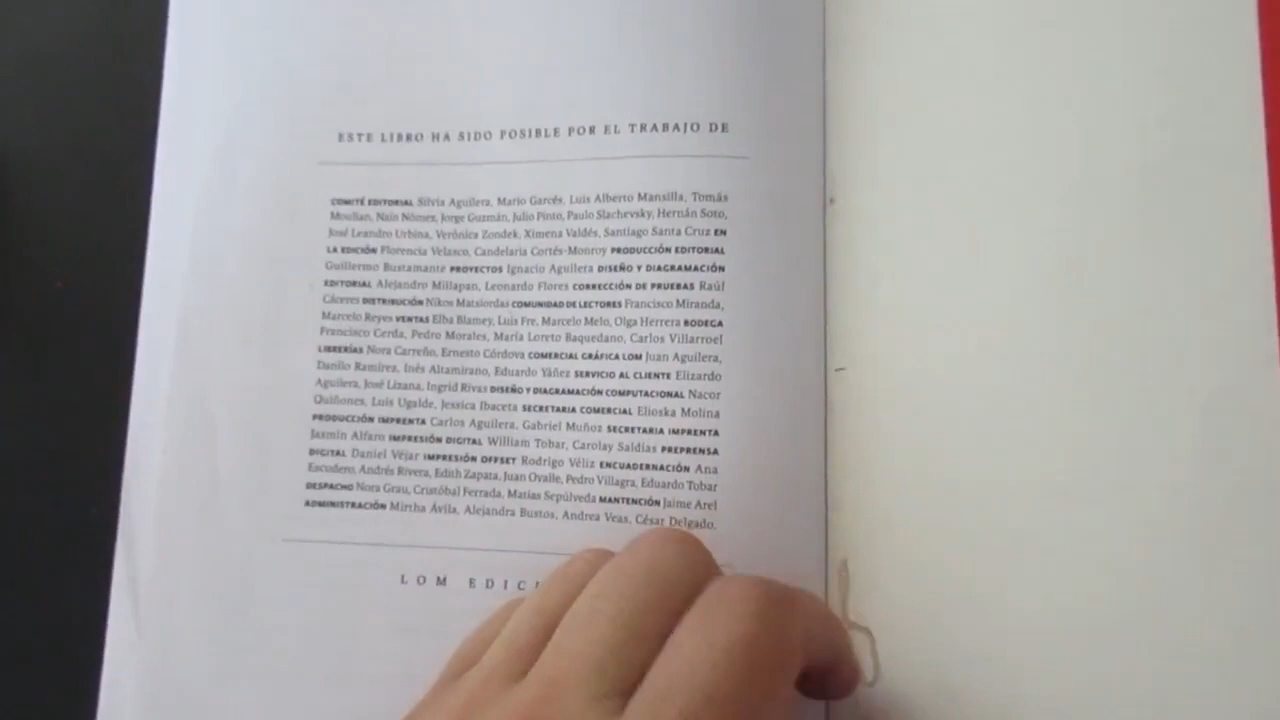 ESTE LIBRO HA SIDO POSIBLE POR EL TRABAJO DE
COMITÉ EDITORIAL Silvia Aguilera, Mario Garcés, Luis Alberto Mansilla, Tomás
Moulian, Naín Nómez, Jorge Guzmán, Julio Pinto, Paulo Slachevsky, Hernán Soto,
José Leandro Urbina, Verónica Zondek, Ximena Valdés, Santiago Santa Cruz EN
LA EDICIÓN Florencia Velasco, Candelaria Cortés-Monroy PRODUCCIÓN EDITORIAL
Guillermo Bustamante PROYECTOS Ignacio Aguilera DISEÑO Y DIAGRAMACIÓN
EDITORIAL Alejandro Millapan, Leonardo Flores CORRECCIÓN DE PRUEBAS Raúl
Cáceres DISTRIBUCIÓN Nikos Matsiordas COMUNIDAD DE LECTORES Francisco Miranda,
Marcelo Reyes VENTAS Elba Blamey, Luis Fre, Marcelo Melo, Olga Herrera BODEGA
Francisco Cerda, Pedro Morales, María Loreto Baquedano, Carlos Villarroel
LIBRERÍAS Nora Carreño, Ernesto Córdova COMERCIAL GRÁFICA LOM Juan Aguilera,
Danilo Ramírez, Inés Altamirano, Eduardo Yáñez SERVICIO AL CLIENTE Elizardo
Aguilera, José Lizana, Ingrid Rivas DISEÑO Y DIAGRAMACIÓN COMPUTACIONAL Nacor
Quiñones, Luis Ugalde, Jessica Ibaceta SECRETARIA COMERCIAL Elioska Molina
PRODUCCIÓN IMPRENTA Carlos Aguilera, Gabriel Muñoz SECRETARIA IMPRENTA
Jasmín Alfaro IMPRESIÓN DIGITAL William Tobar, Carolay Saldías PREPRENSA
DIGITAL Daniel Véjar IMPRESIÓN OFFSET Rodrigo Véliz ENCUADERNACIÓN Ana
Escudero, Andrés Rivera, Edith Zapata, Juan Ovalle, Pedro Villagra, Eduardo Tobar
DESPACHO Nora Grau, Cristóbal Ferrada, Matías Sepúlveda MANTENCIÓN Jaime Arel
ADMINISTRACIÓN Mirtha Ávila, Alejandra Bustos, Andrea Veas, César Delgado.
LOM